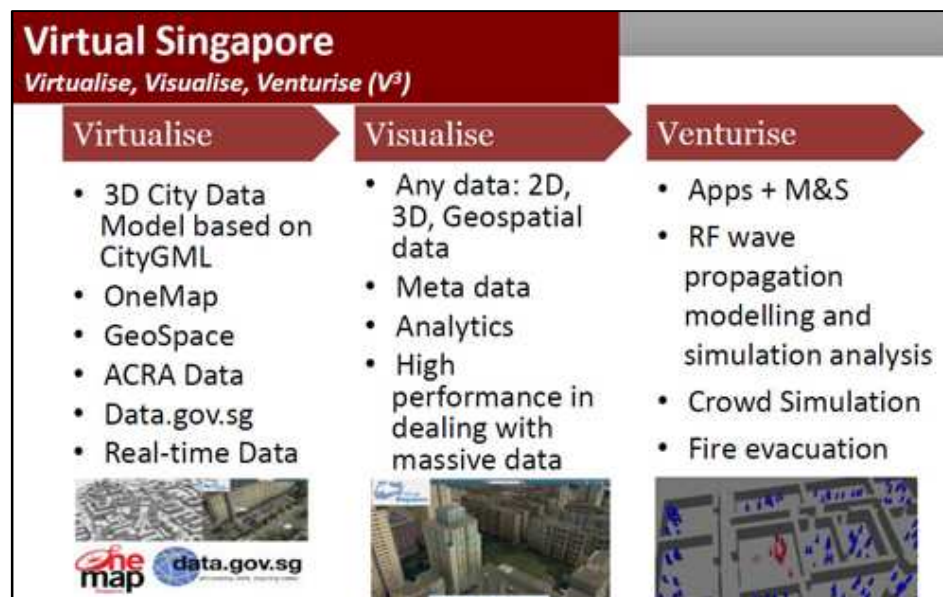 Virtual Singapore
Virtualise, Visualise, Venturise (V³)
Virtualise
• 3D City Data
Model based on
CityGML
• OneMap
• GeoSpace
• ACRA Data
• Data.gov.sg
• Real-time Data
one
map
data.gov.sg
Visualise
• Any data: 2D,
3D, Geospatial
data
• Meta data
• Analytics
• High
performance in
dealing with
massive data
Venturise
• Apps + M&S
• RF wave
propagation
modelling and
simulation analysis
• Crowd Simulation
• Fire evacuation